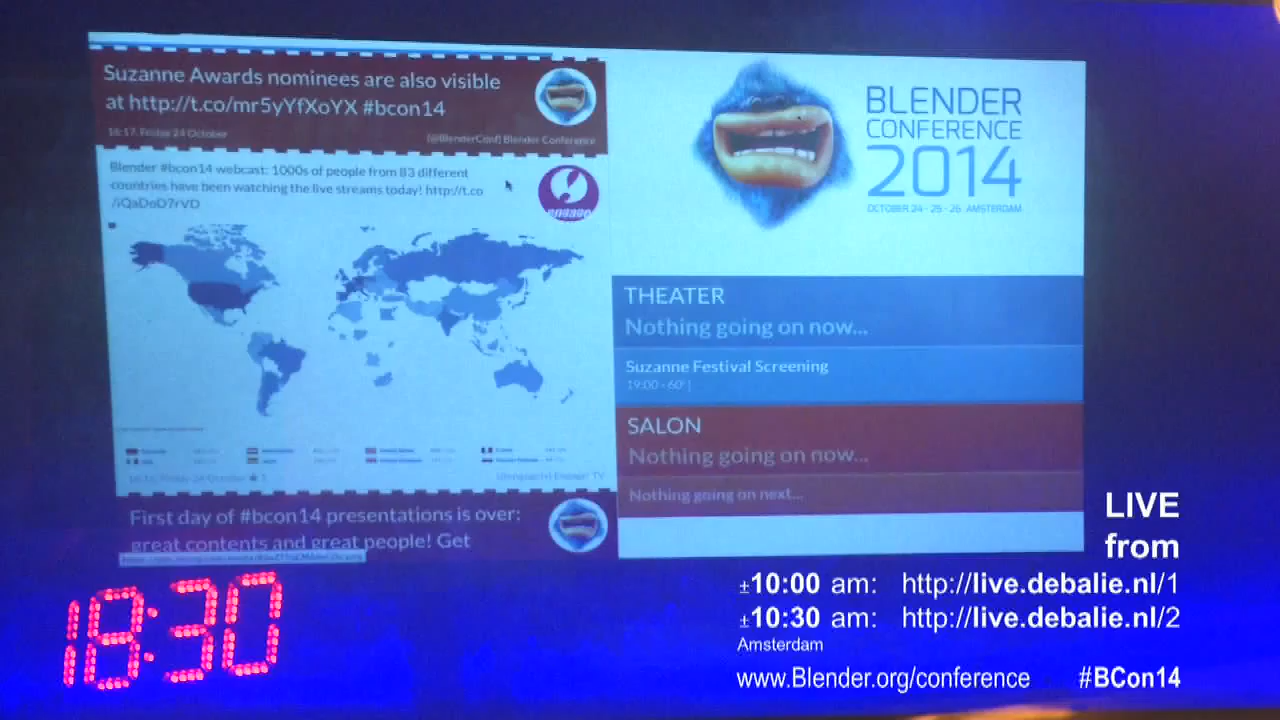 Suzanne Awards nominees are also visible
at http://t.co/mr5yYfXoYX #bcon14
16:17, Friday 24 October
(@BlenderConf) Blender Conference
Blender #bcon14 webcast: 1000s of people from 83 different
countries have been watching the live streams today! http://t.co
/iQaDoD7rVD
engage
First day of #bcon14 presentations is over:
great contents and great people! Get
18:30
BLENDER
CONFERENCE
2014
OCTOBER 24 - 25 - 26 AMSTERDAM
THEATER
Nothing going on now...
Suzanne Festival Screening
19:00 - 60' |
SALON
Nothing going on now...
Nothing going on next...
LIVE
from
±10:00 am: http://live.debalie.nl/1
±10:30 am: http://live.debalie.nl/2
Amsterdam
www.Blender.org/conference #BCon14